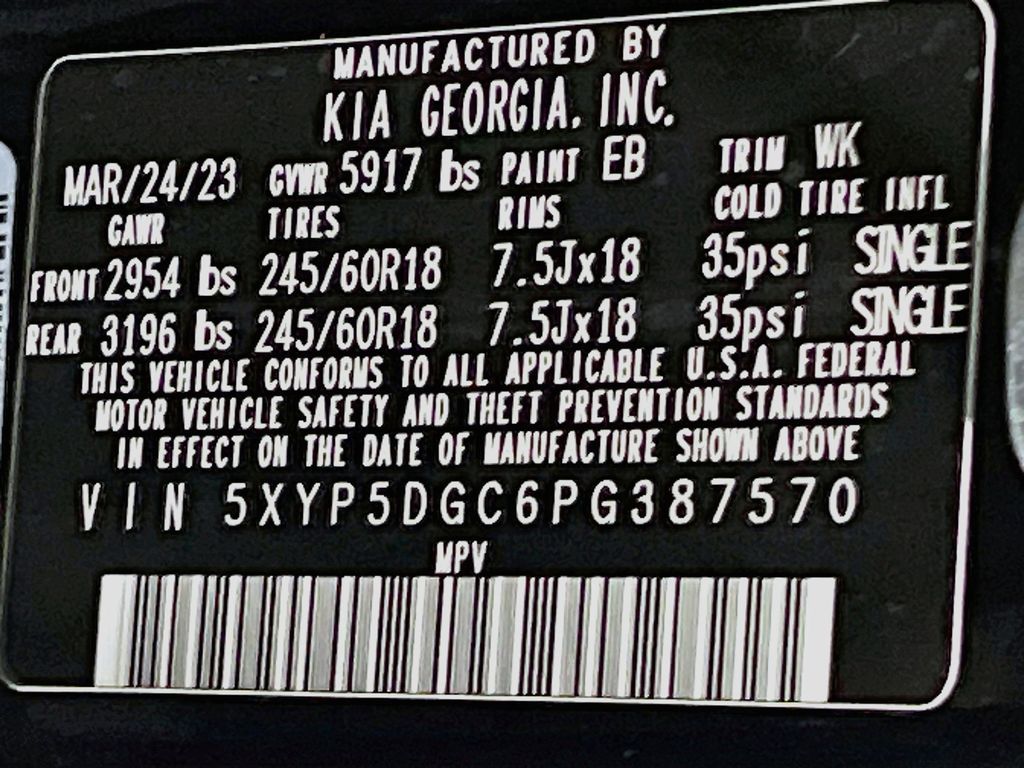 MANUFACTURED BY
KIA GEORGIA, INC.
MAR/24/23 GVWR 5917 lbs PAINT EB TRIM WK
GAWR TIRES RIMS COLD TIRE INFL
FRONT 2954 lbs 245/60R18 7.5Jx18 35psi SINGLE
REAR 3196 lbs 245/60R18 7.5Jx18 35psi SINGLE
THIS VEHICLE CONFORMS TO ALL APPLICABLE U.S.A. FEDERAL
MOTOR VEHICLE SAFETY AND THEFT PREVENTION STANDARDS
IN EFFECT ON THE DATE OF MANUFACTURE SHOWN ABOVE
VIN 5XYP5DGC6PG387570
MPV